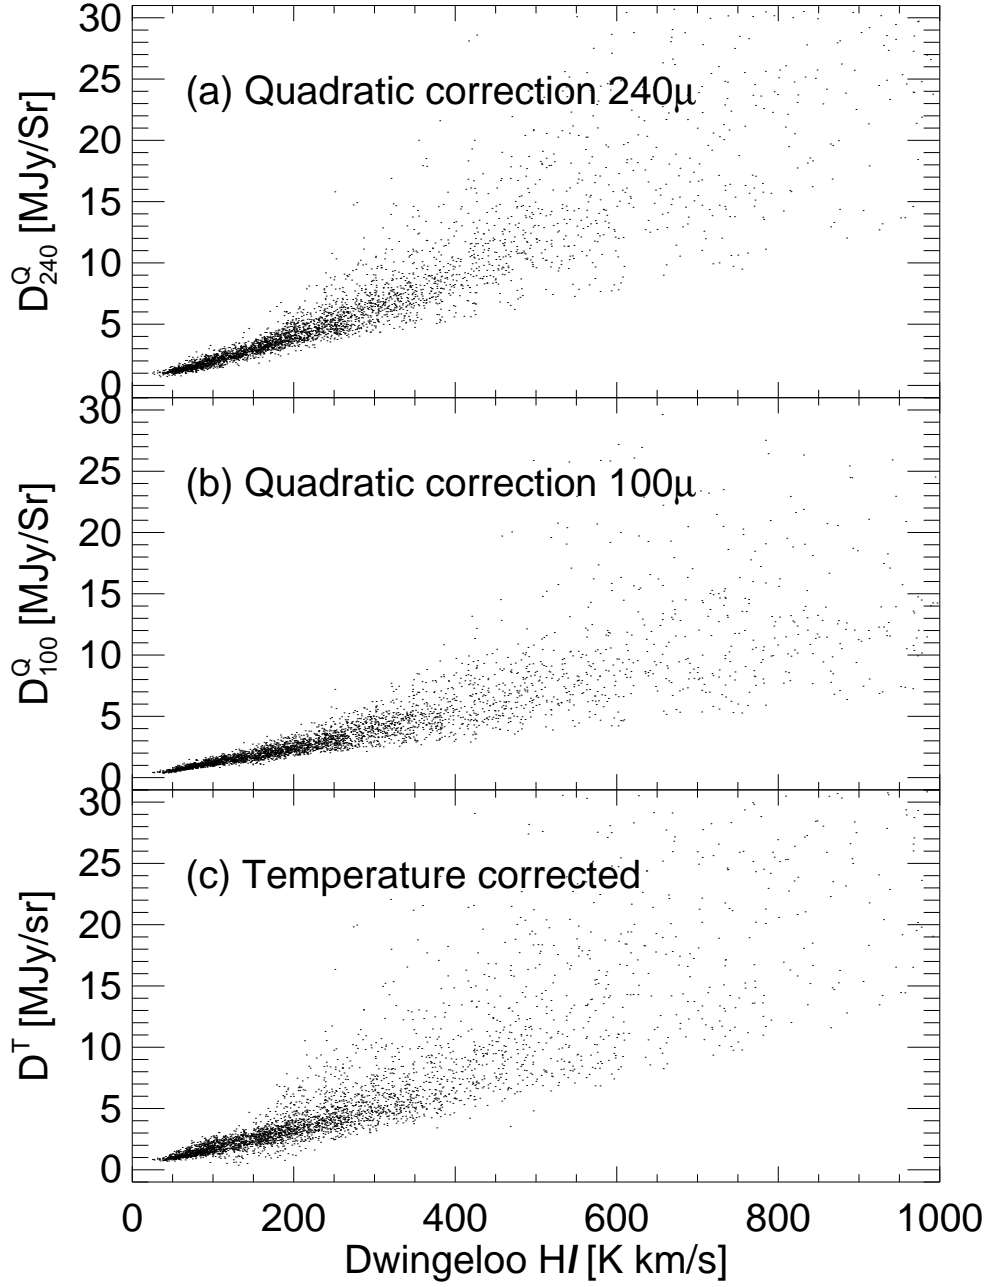 30
25
(a) Quadratic correction 240μ
20
15
10
5
0
D^Q_240 [MJy/Sr]
30
25
(b) Quadratic correction 100μ
20
15
10
5
0
D^Q_100 [MJy/Sr]
30
25
(c) Temperature corrected
20
15
10
5
0
D^T [MJy/sr]
0 200 400 600 800 1000
Dwingeloo HI [K km/s]